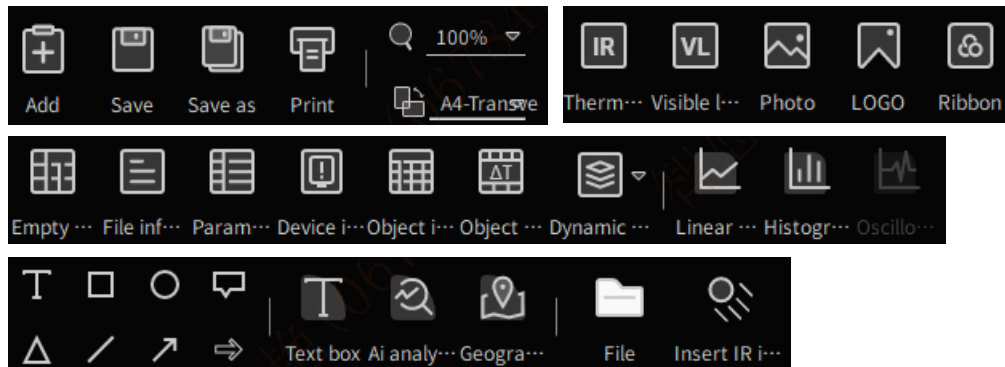 100%
Add Save Save as Print A4-Transve
IR VL
Therm··· Visible l··· Photo LOGO Ribbon
ΔT
Empty ··· File inf··· Param··· Device i··· Object i··· Object ··· Dynamic ··· Linear ··· Histogr··· Oscillo···
T T
Text box Ai analy··· Geogra··· File Insert IR i···